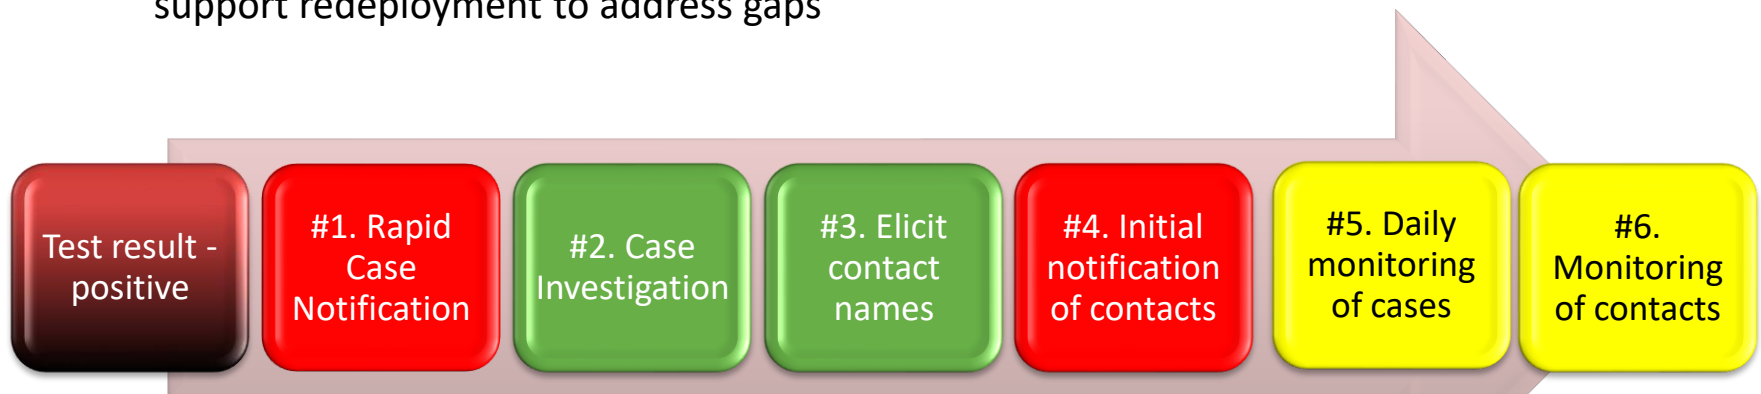 support redeployment to address gaps
Test result -
positive
#1. Rapid
Case
Notification
#2. Case
Investigation
#3. Elicit
contact
names
#4. Initial
notification
of contacts
#5. Daily
monitoring
of cases
#6.
Monitoring
of contacts